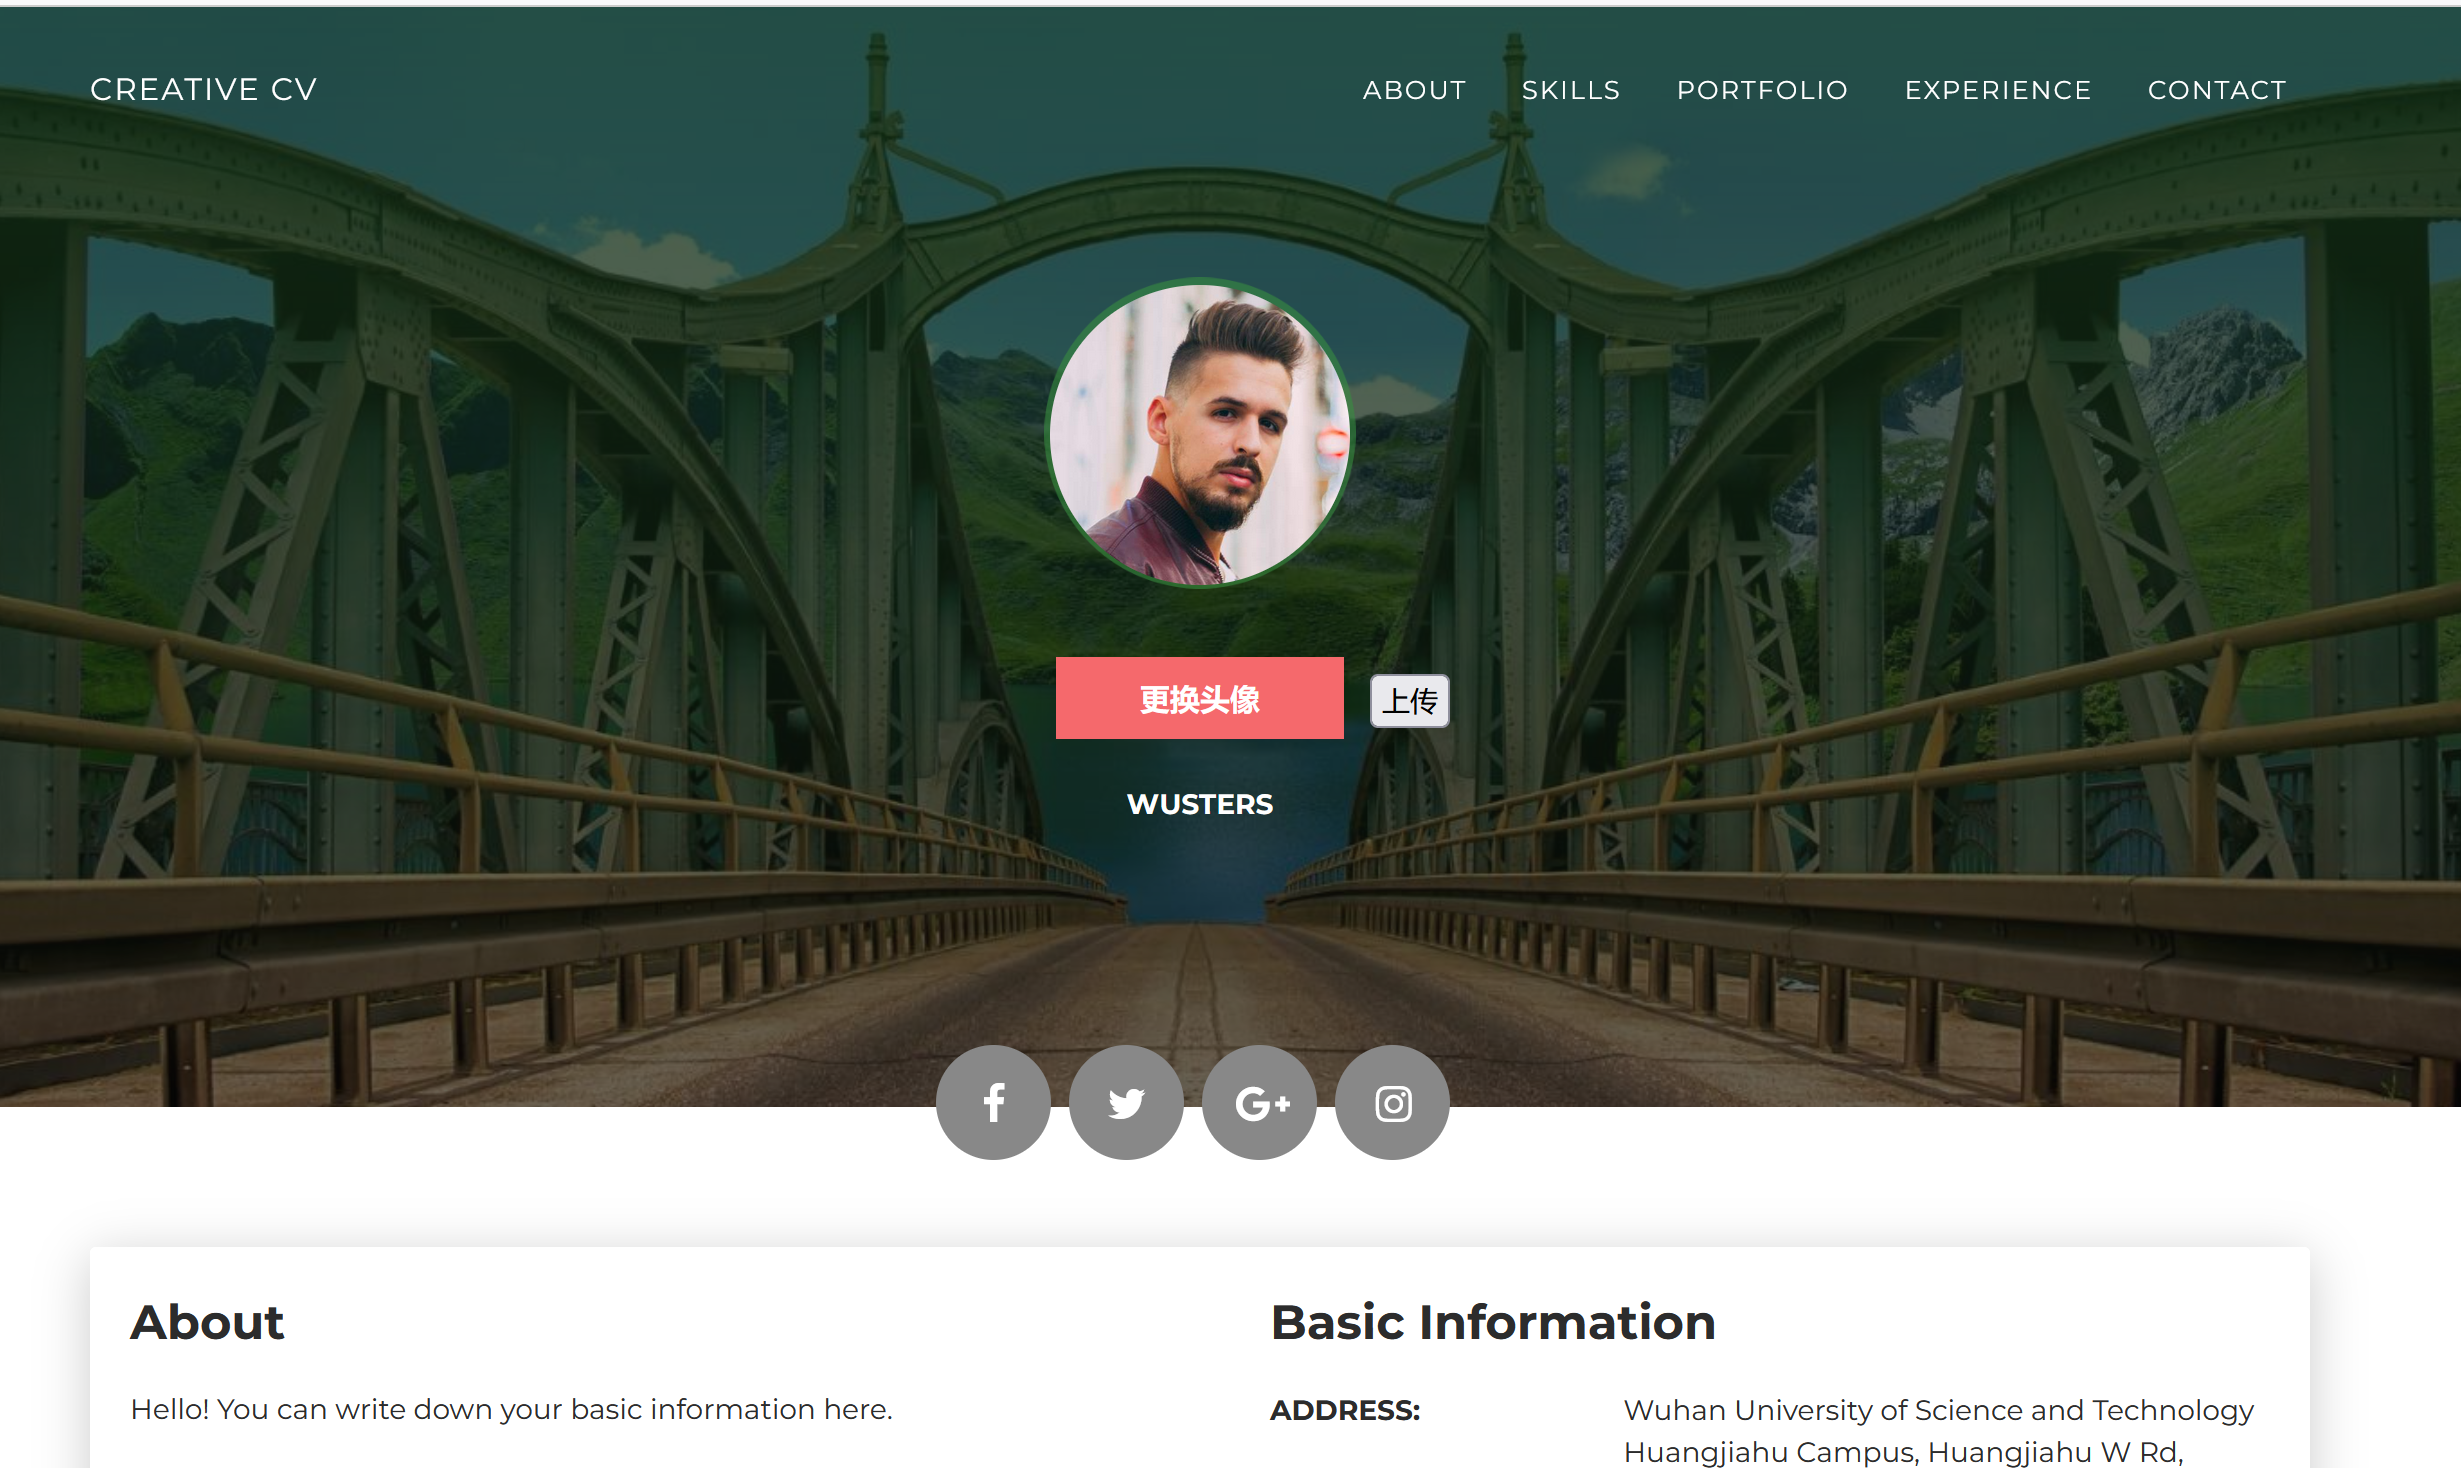 CREATIVE CV
ABOUT SKILLS PORTFOLIO EXPERIENCE CONTACT
更换头像
上传
WUSTERS
About
Hello! You can write down your basic information here.
Basic Information
ADDRESS:
Wuhan University of Science and Technology
Huangjiahu Campus, Huangjiahu W Rd,